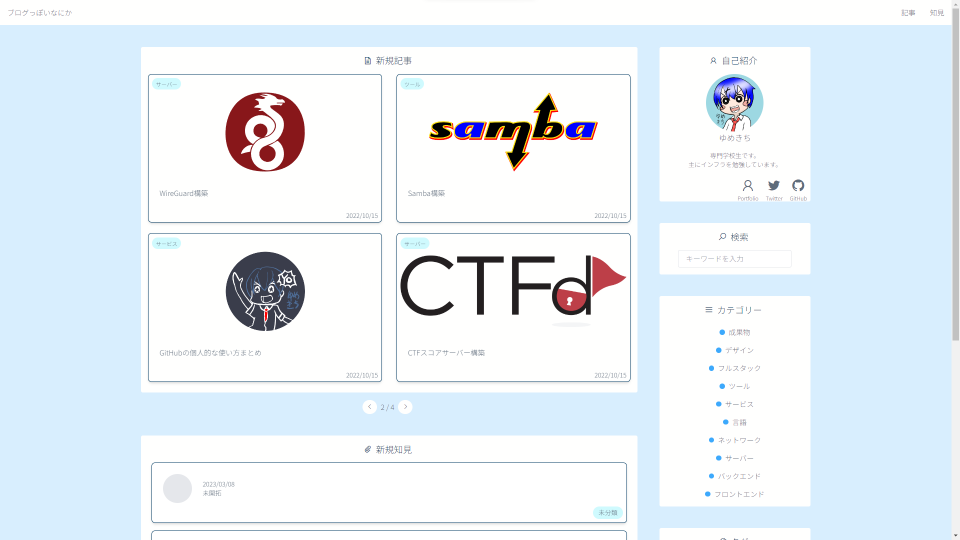 ブログっぽいなにか
記事
知見
新規記事
サーバー
WireGuard構築
2022/10/15
ツール
samba
Samba構築
2022/10/15
サービス
Yo
ゆめきち
GitHubの個人的な使い方まとめ
2022/10/15
サーバー
CTFd
CTFスコアサーバー構築
2022/10/15
2 / 4
新規知見
2023/03/08
未開拓
未分類
自己紹介
ゆめきち
ゆめきち
専門学校生です。
主にインフラを勉強しています。
Portfolio
Twitter
GitHub
検索
キーワードを入力
カテゴリー
成果物
デザイン
フルスタック
ツール
サービス
言語
ネットワーク
サーバー
バックエンド
フロントエンド